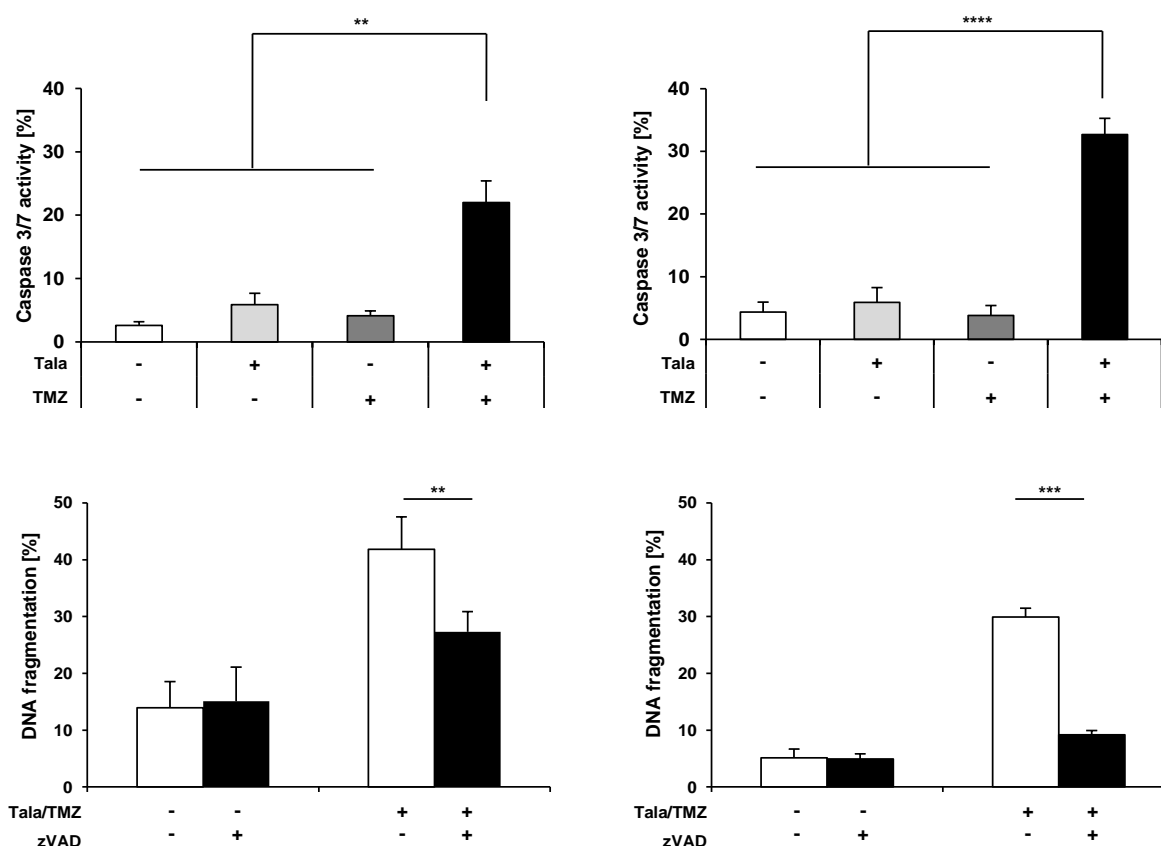 **
Caspase 3/7 activity [%]
40
30
20
10
0
Tala - + - +
TMZ - - + +
****
Caspase 3/7 activity [%]
40
30
20
10
0
Tala - + - +
TMZ - - + +
**
DNA fragmentation [%]
50
40
30
20
10
0
Tala/TMZ - - + +
zVAD - + - +
***
DNA fragmentation [%]
50
40
30
20
10
0
Tala/TMZ - - + +
zVAD - + - +